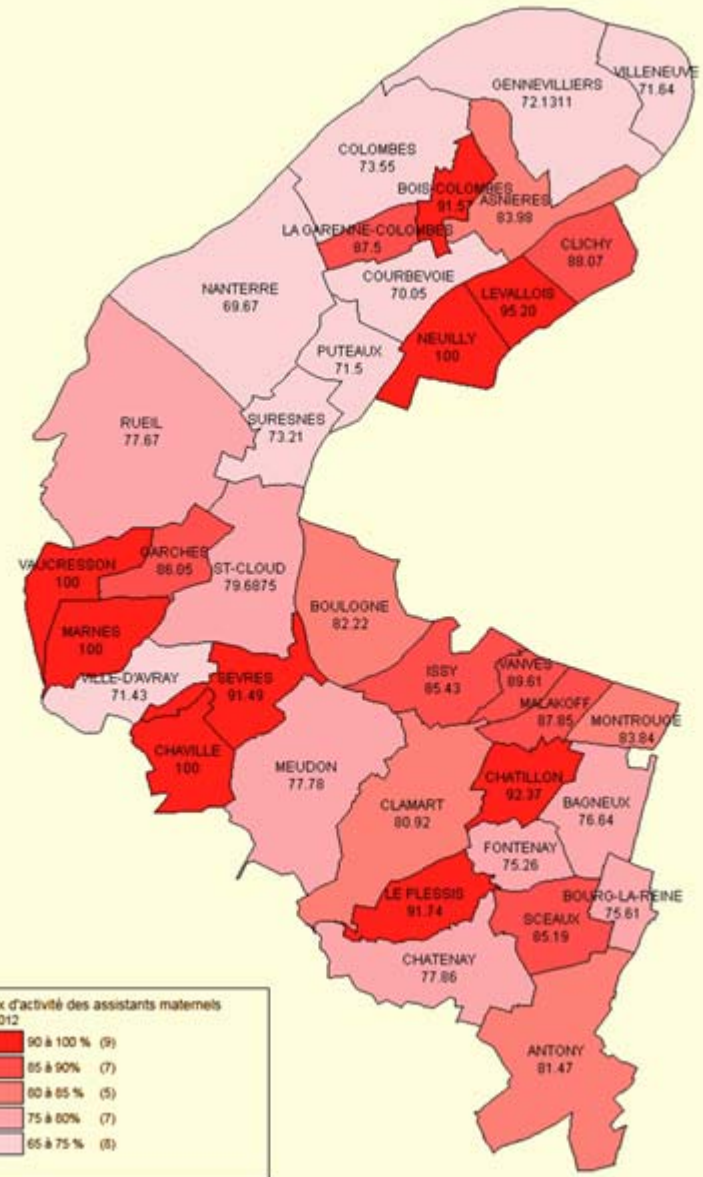 VILLENEUVE
71.64
GENNEVILLIERS
72.1311
COLOMBES
73.55
BOIS-COLOMBES
91.57
ASNIERES
83.98
LA GARENNE-COLOMBES
87.5
CLICHY
88.07
COURBEVOIE
70.05
NANTERRE
69.67
LEVALLOIS
95.20
NEUILLY
100
PUTEAUX
71.5
RUEIL
77.67
SURESNES
73.21
GARCHES
86.05
VAUCRESSON
100
ST-CLOUD
79.6875
BOULOGNE
82.22
MARNES
100
VILLE-D'AVRAY
71.43
SEVRES
91.49
ISSY
85.43
VANVES
89.61
MALAKOFF
87.85
MONTROUGE
83.84
CHAVILLE
100
MEUDON
77.78
CHATILLON
92.37
CLAMART
80.92
BAGNEUX
76.64
FONTENAY
75.26
LE PLESSIS
91.74
BOURG-LA-REINE
75.61
SCEAUX
85.19
CHATENAY
77.86
ANTONY
81.47
x d'activité des assistants maternels
012
90 à 100 % (9)
85 à 90% (7)
80 à 85 % (5)
75 à 80% (7)
65 à 75 % (8)